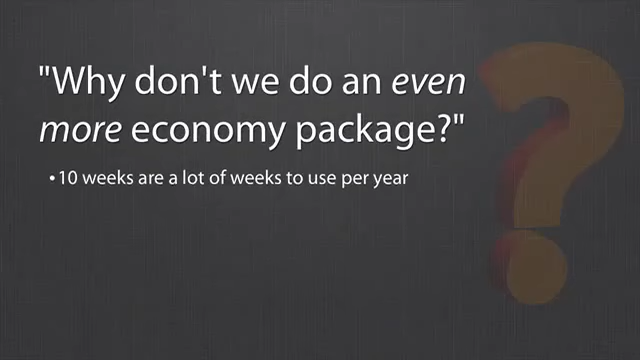 "Why don't we do an even
more economy package?"
•10 weeks are a lot of weeks to use per year